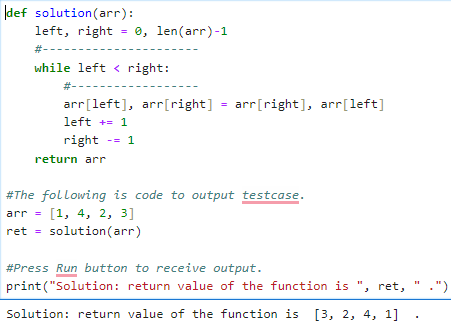 def solution(arr):
    left, right = 0, len(arr)-1
    #----------------------
    while left < right:
        #------------------
        arr[left], arr[right] = arr[right], arr[left]
        left += 1
        right -= 1
    return arr

#The following is code to output testcase.
arr = [1, 4, 2, 3]
ret = solution(arr)

#Press Run button to receive output.
print("Solution: return value of the function is ", ret, " .")
Solution: return value of the function is  [3, 2, 4, 1]  .